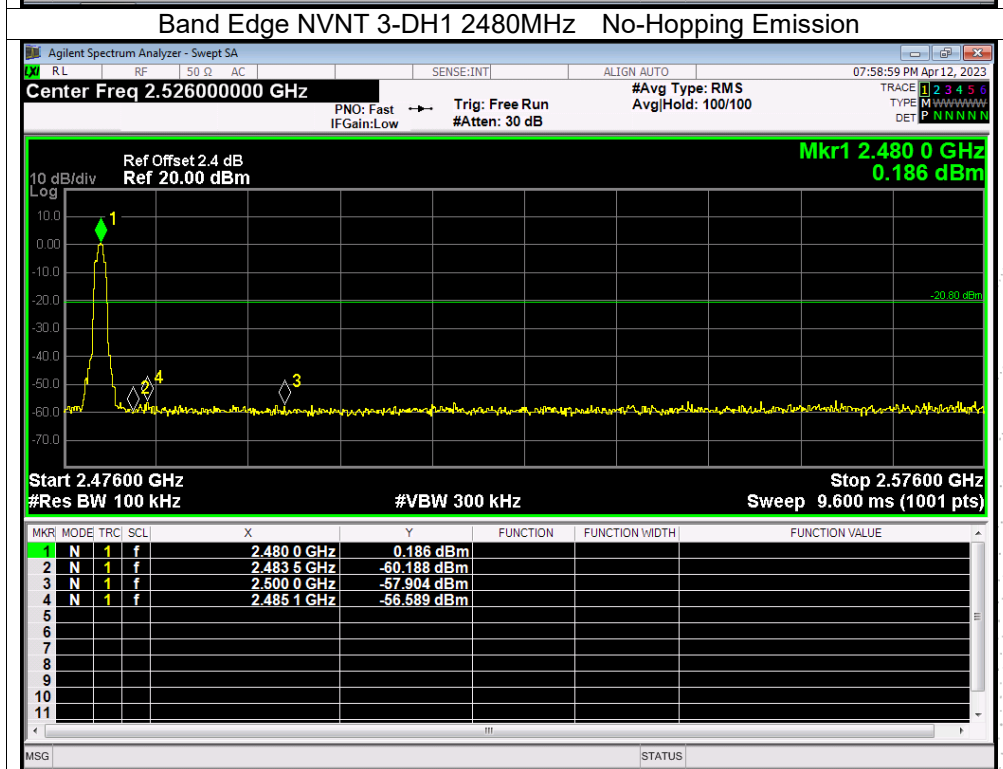 Band Edge NVNT 3-DH1 2480MHz No-Hopping Emission
Agilent Spectrum Analyzer - Swept SA
LXI RL RF 50 Ω AC SENSE:INT ALIGN AUTO 07:58:59 PM Apr 12, 2023
Center Freq 2.526000000 GHz #Avg Type: RMS TRACE 1 2 3 4 5 6
PNO: Fast Trig: Free Run Avg|Hold: 100/100 TYPE M WWWWW
IFGain:Low #Atten: 30 dB DET P N N N N N
Mkr1 2.480 0 GHz
0.186 dBm
Ref Offset 2.4 dB
10 dB/div Ref 20.00 dBm
Log
10.0
1
0.00
-10.0
-20.0
-20.80 dBm
-30.0
-40.0
-50.0
2 4 3
-60.0
-70.0
Start 2.47600 GHz Stop 2.57600 GHz
#Res BW 100 kHz #VBW 300 kHz Sweep 9.600 ms (1001 pts)
MKR MODE TRC SCL X Y FUNCTION FUNCTION WIDTH FUNCTION VALUE
1 N 1 f 2.480 0 GHz 0.186 dBm
2 N 1 f 2.483 5 GHz -60.188 dBm
3 N 1 f 2.500 0 GHz -57.904 dBm
4 N 1 f 2.485 1 GHz -56.589 dBm
5
6
7
8
9
10
11
MSG STATUS